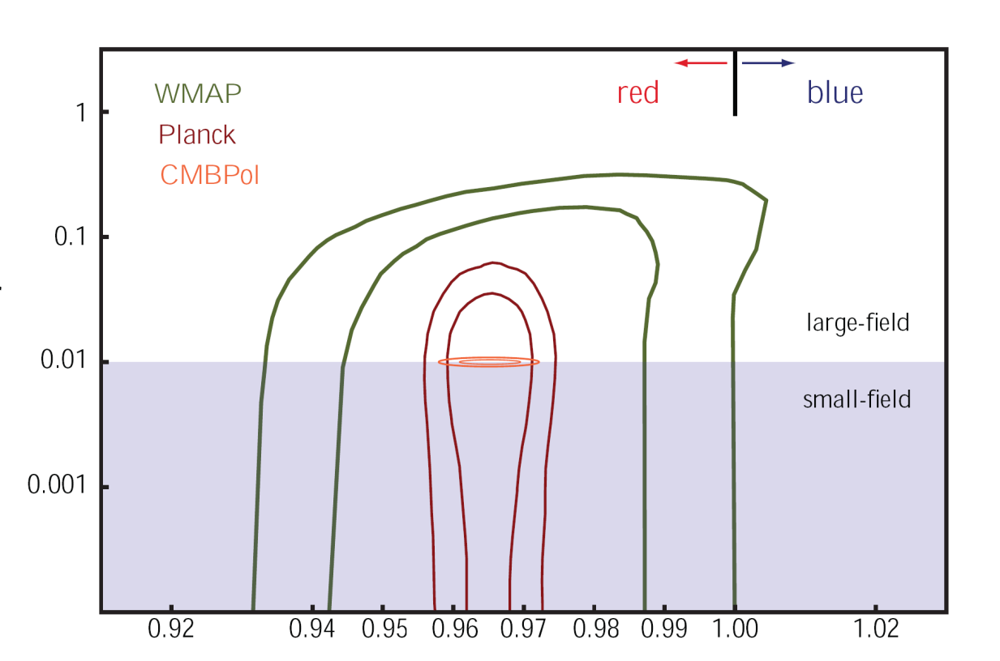 WMAP
Planck
CMBPol
red
blue
1
0.1
0.01
0.001
large-field
small-field
0.92
0.94
0.95
0.96
0.97
0.98
0.99
1.00
1.02